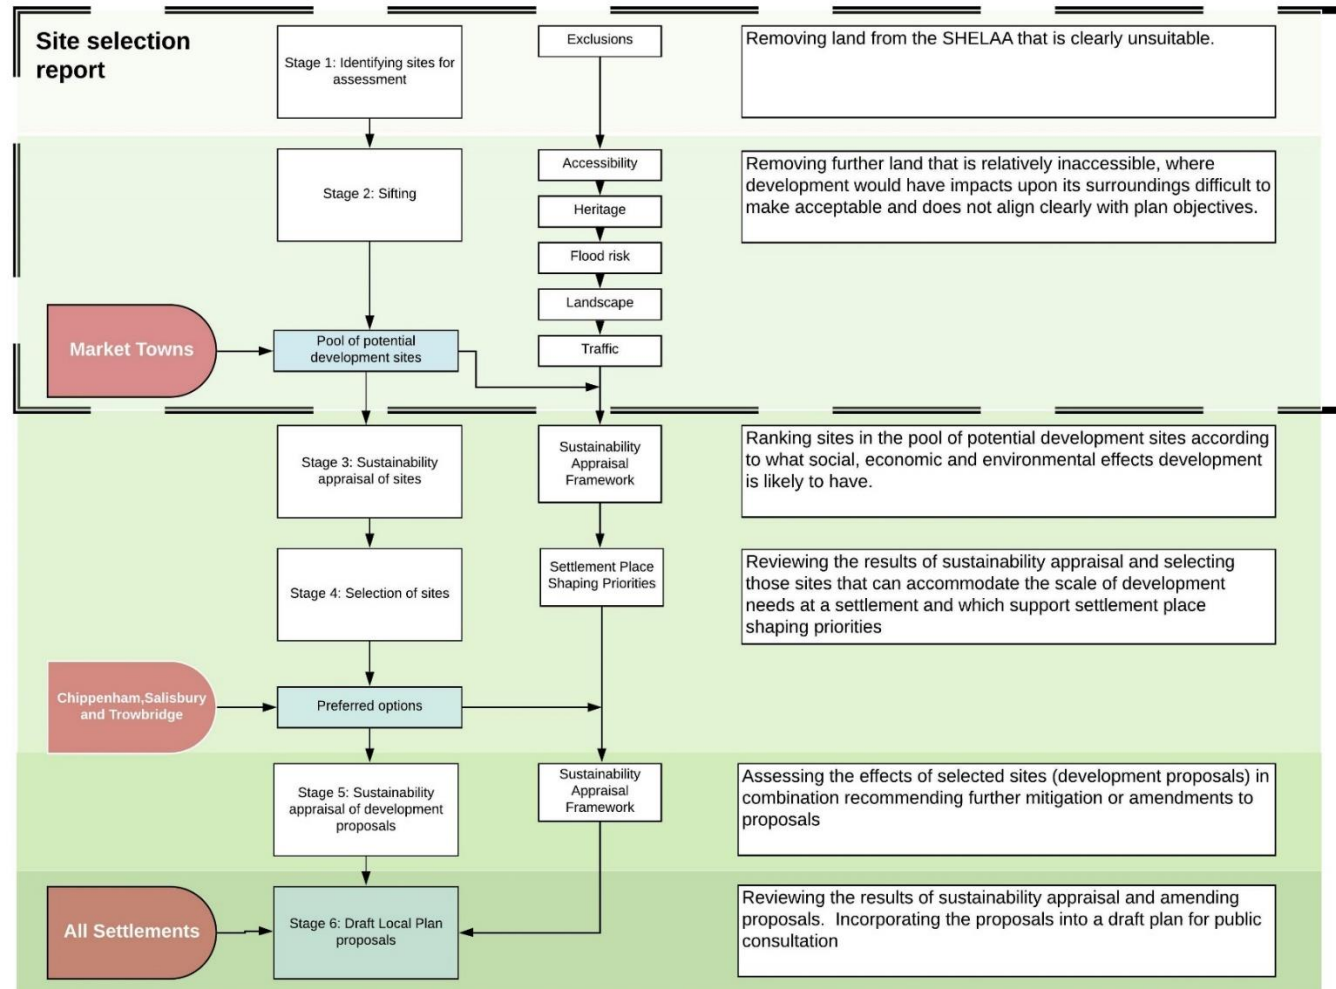 Site selection
report
Stage 1: Identifying sites for
assessment
Exclusions
Removing land from the SHELAA that is clearly unsuitable.
Stage 2: Sifting
Accessibility
Heritage
Flood risk
Landscape
Traffic
Removing further land that is relatively inaccessible, where
development would have impacts upon its surroundings difficult to
make acceptable and does not align clearly with plan objectives.
Market Towns
Pool of potential
development sites
Stage 3: Sustainability
appraisal of sites
Sustainability
Appraisal
Framework
Ranking sites in the pool of potential development sites according
to what social, economic and environmental effects development
is likely to have.
Stage 4: Selection of sites
Settlement Place
Shaping Priorities
Reviewing the results of sustainability appraisal and selecting
those sites that can accommodate the scale of development
needs at a settlement and which support settlement place
shaping priorities
Chippenham,Salisbury
and Trowbridge
Preferred options
Stage 5: Sustainability
appraisal of development
proposals
Sustainability
Appraisal
Framework
Assessing the effects of selected sites (development proposals) in
combination recommending further mitigation or amendments to
proposals
All Settlements
Stage 6: Draft Local Plan
proposals
Reviewing the results of sustainability appraisal and amending
proposals.  Incorporating the proposals into a draft plan for public
consultation